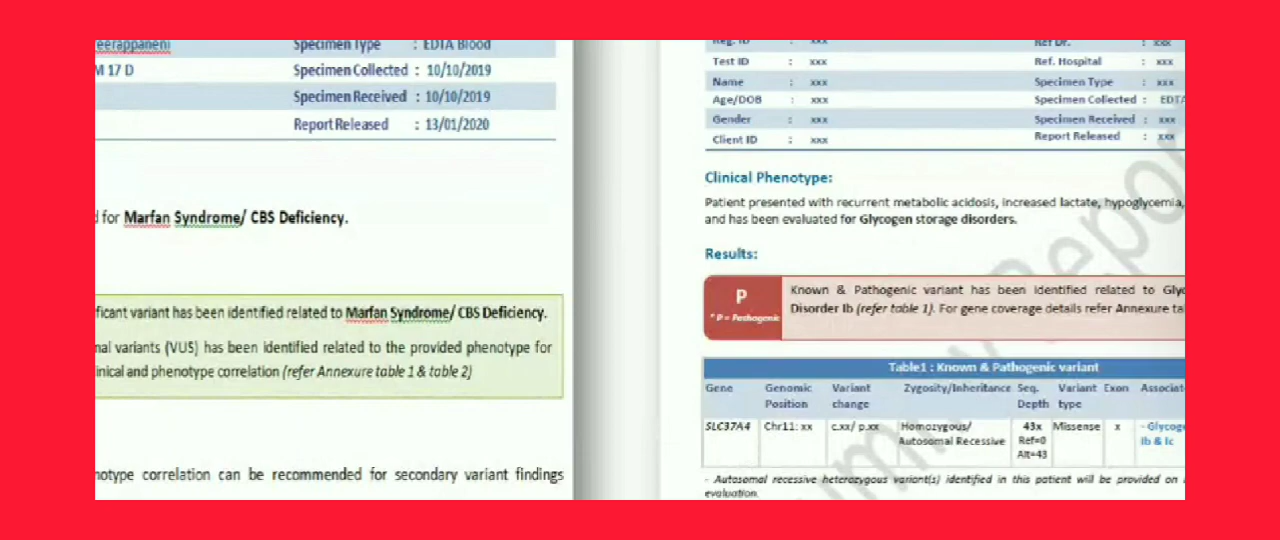 eerappaneni
Specimen Type : EDTA Blood
M 17 D
Specimen Collected : 10/10/2019
Specimen Received : 10/10/2019
Report Released : 13/01/2020
d for Marfan Syndrome/ CBS Deficiency.
ficant variant has been identified related to Marfan Syndrome/ CBS Deficiency.
nal variants (VUS) has been identified related to the provided phenotype for
inical and phenotype correlation (refer Annexure table 1 & table 2)
notype correlation can be recommended for secondary variant findings
Reg. ID : xxx
Ref Dr. : xxx
Test ID : xxx
Ref. Hospital : xxx
Name : xxx
Specimen Type : xxx
Age/DOB : xxx
Specimen Collected : EDTA
Gender : xxx
Specimen Received : xxx
Client ID : xxx
Report Released : xxx
Clinical Phenotype:
Patient presented with recurrent metabolic acidosis, increased lactate, hypoglycemia,
and has been evaluated for Glycogen storage disorders.
Results:
P
* P = Pathogenic
Known & Pathogenic variant has been identified related to Glyc
Disorder Ib (refer table 1). For gene coverage details refer Annexure ta
Table1 : Known & Pathogenic variant
Gene Genomic Position Variant change Zygosity/Inheritance Seq. Depth Variant type Exon Associat
SLC37A4 Chr11: xx c.xx/ p.xx Homozygous/ Autosomal Recessive 43x Ref=0 Alt=43 Missense x - Glycoge Ib & Ic
- Autosomal recessive heterozygous variant(s) identified in this patient will be provided on
evaluation.